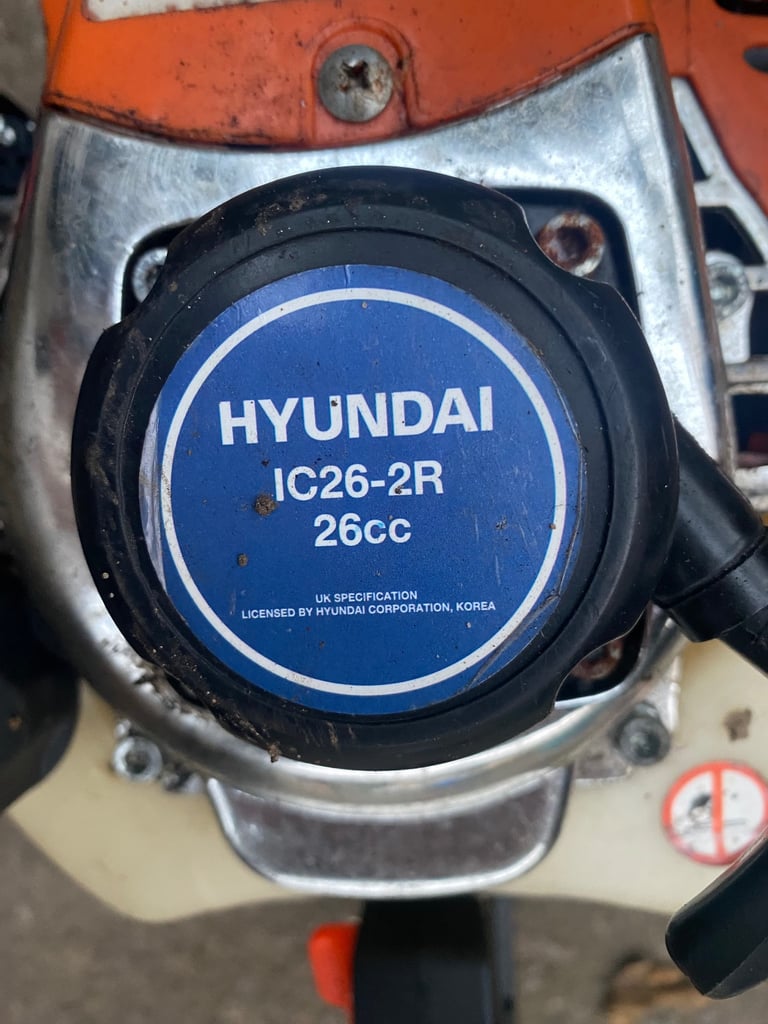 HYUNDAI
IC26-2R
26cc
UK SPECIFICATION
LICENSED BY HYUNDAI CORPORATION, KOREA